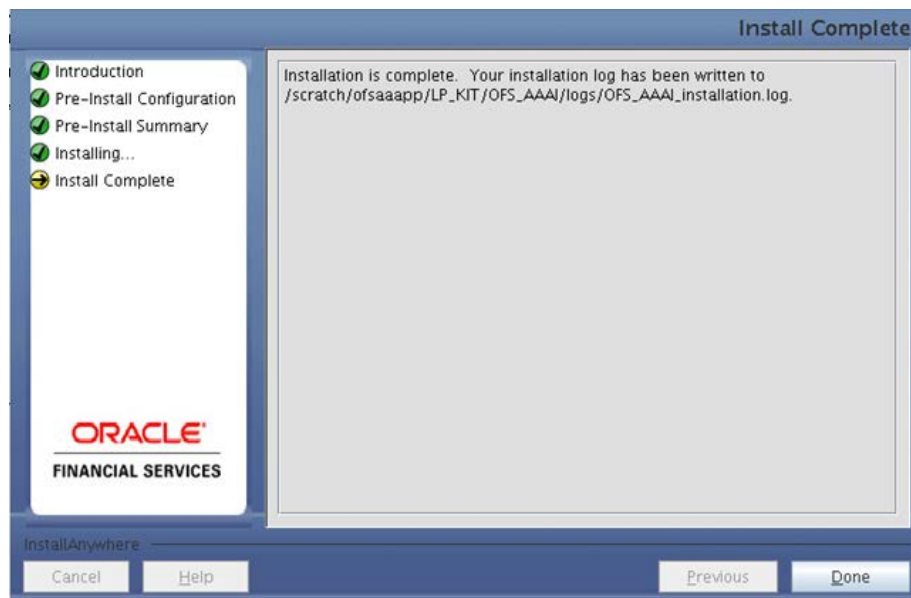 Install Complete
Introduction
Pre-Install Configuration
Pre-Install Summary
Installing...
Install Complete
Installation is complete. Your installation log has been written to
/scratch/ofsaaapp/LP_KIT/OFS_AAAI/logs/OFS_AAAI_installation.log.
ORACLE'
FINANCIAL SERVICES
InstallAnywhere
Cancel
Help
Previous
Done